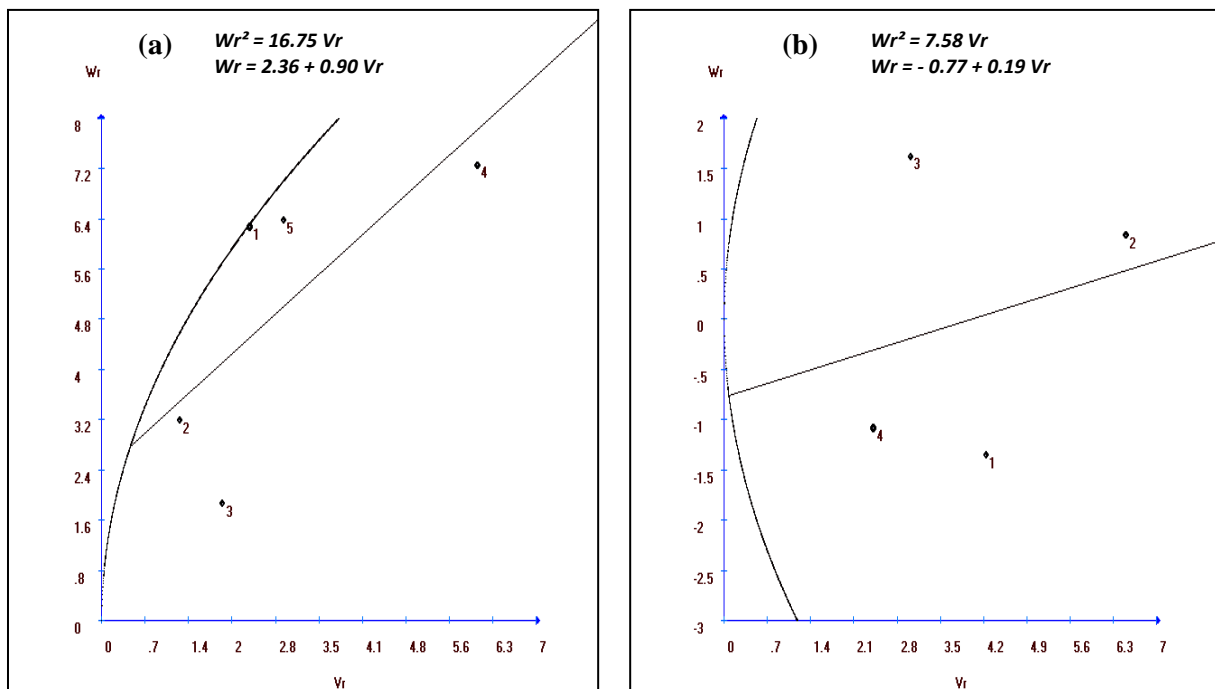 (a)
Wr² = 16.75 Vr
Wr = 2.36 + 0.90 Vr
Wr
8
7.2
6.4
5.6
4.8
4
3.2
2.4
1.6
.8
0
1
5
4
2
3
0 .7 1.4 2 2.8 3.5 4.1 4.8 5.6 6.3 7
Vr
(b)
Wr² = 7.58 Vr
Wr = - 0.77 + 0.19 Vr
Wr
2
1.5
1
.5
0
-.5
-1
-1.5
-2
-2.5
-3
3
2
4
1
0 .7 1.4 2.1 2.8 3.5 4.2 4.9 5.6 6.3 7
Vr